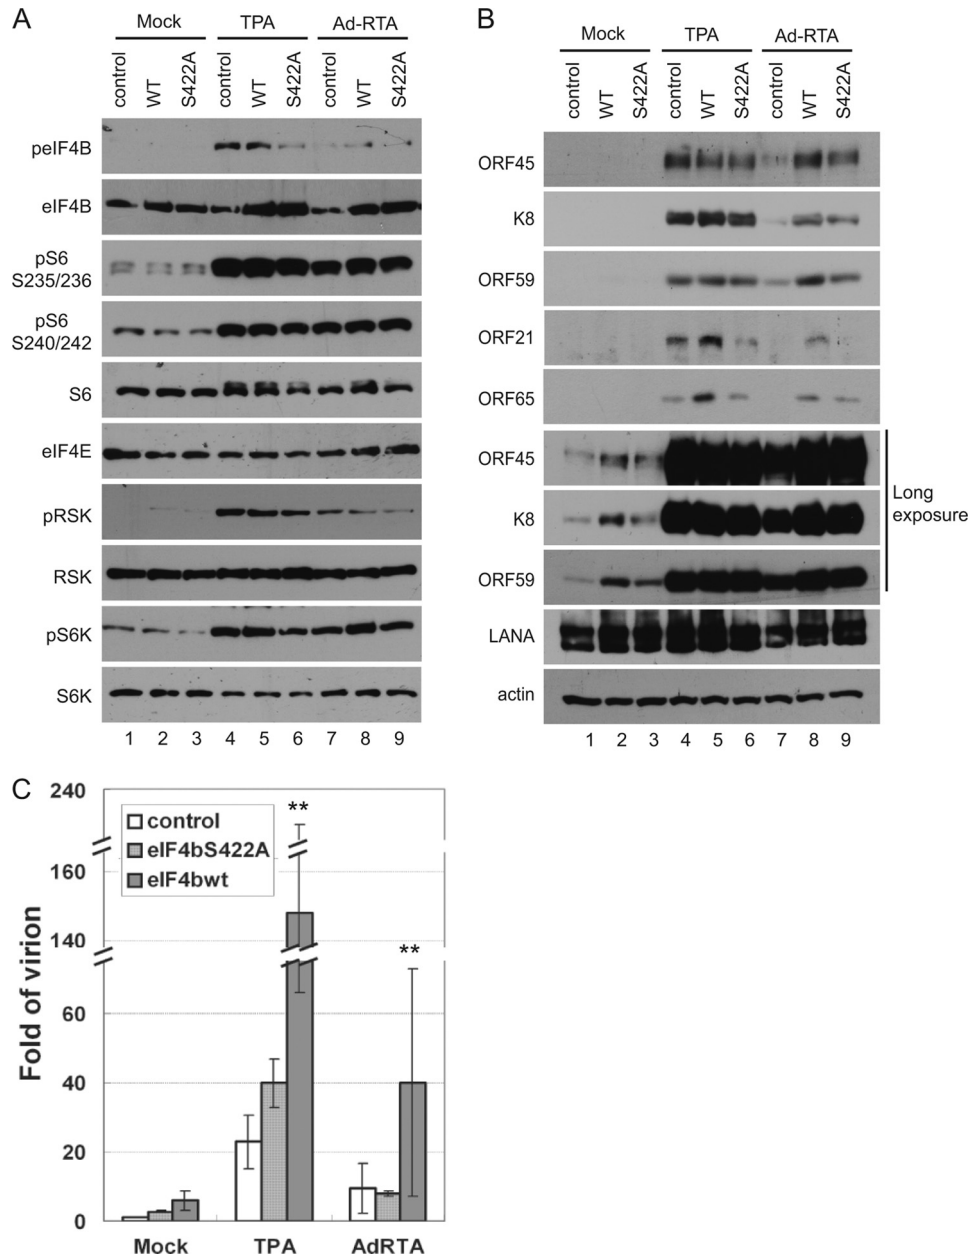 A
Mock TPA Ad-RTA
control WT S422A control WT S422A control WT S422A
peIF4B
eIF4B
pS6
S235/236
pS6
S240/242
S6
eIF4E
pRSK
RSK
pS6K
S6K
1 2 3 4 5 6 7 8 9
B
Mock TPA Ad-RTA
control WT S422A control WT S422A control WT S422A
ORF45
K8
ORF59
ORF21
ORF65
ORF45
K8
ORF59
Long
exposure
LANA
actin
1 2 3 4 5 6 7 8 9
C
Fold of virion
240
160
140
60
40
20
0
control
eIF4bS422A
eIF4bwt
**
**
Mock TPA AdRTA